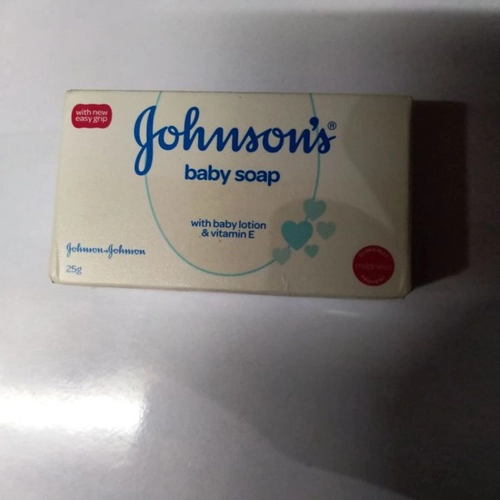 with new
easy grip
Johnson's®
baby soap
with baby lotion
& vitamin E
Johnson & Johnson
25g